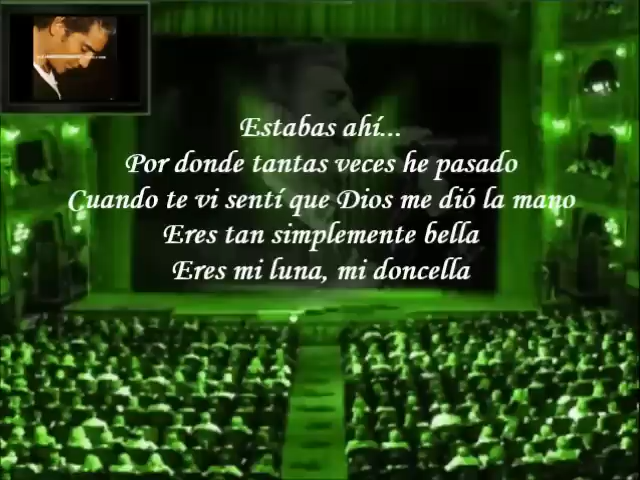 Estabas ahí...
Por donde tantas veces he pasado
Cuando te vi sentí que Dios me dió la mano
Eres tan simplemente bella
Eres mi luna, mi doncella